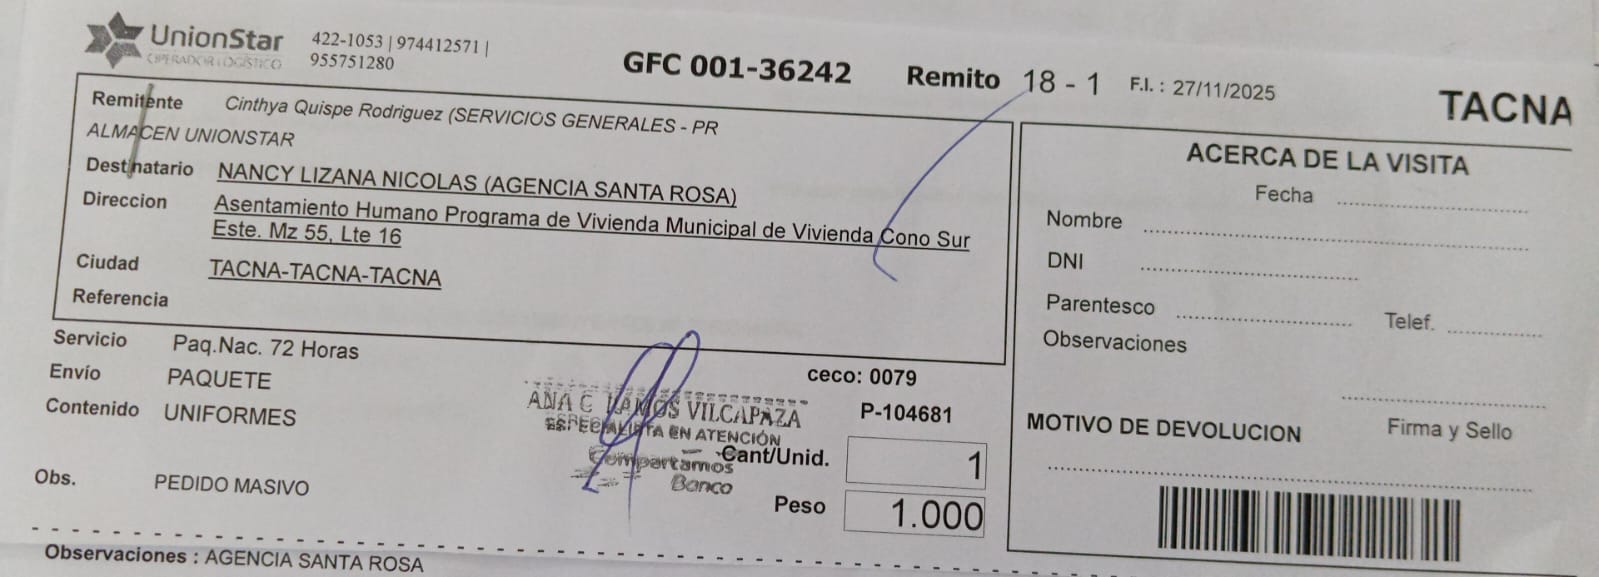 UnionStar
OPERADOR LOGÍSTICO
422-1053 | 974412571 |
955751280
GFC 001-36242
Remito 18 - 1
F.I. : 27/11/2025
TACNA
Remitente Cinthya Quispe Rodriguez (SERVICIOS GENERALES - PR
ALMACEN UNIONSTAR
Destinatario NANCY LIZANA NICOLAS (AGENCIA SANTA ROSA)
Direccion Asentamiento Humano Programa de Vivienda Municipal de Vivienda Cono Sur
Este. Mz 55, Lte 16
Ciudad TACNA-TACNA-TACNA
Referencia
Servicio Paq.Nac. 72 Horas
Envío PAQUETE
Contenido UNIFORMES
Obs. PEDIDO MASIVO
ceco: 0079
P-104681
Cant/Unid. 1
Peso 1.000
ANA C RAMOS VILCAPAZA
ESPECIALISTA EN ATENCIÓN
Compartamos
Banco
ACERCA DE LA VISITA
Fecha
Nombre
DNI
Parentesco
Telef.
Observaciones
Firma y Sello
MOTIVO DE DEVOLUCION
Observaciones : AGENCIA SANTA ROSA